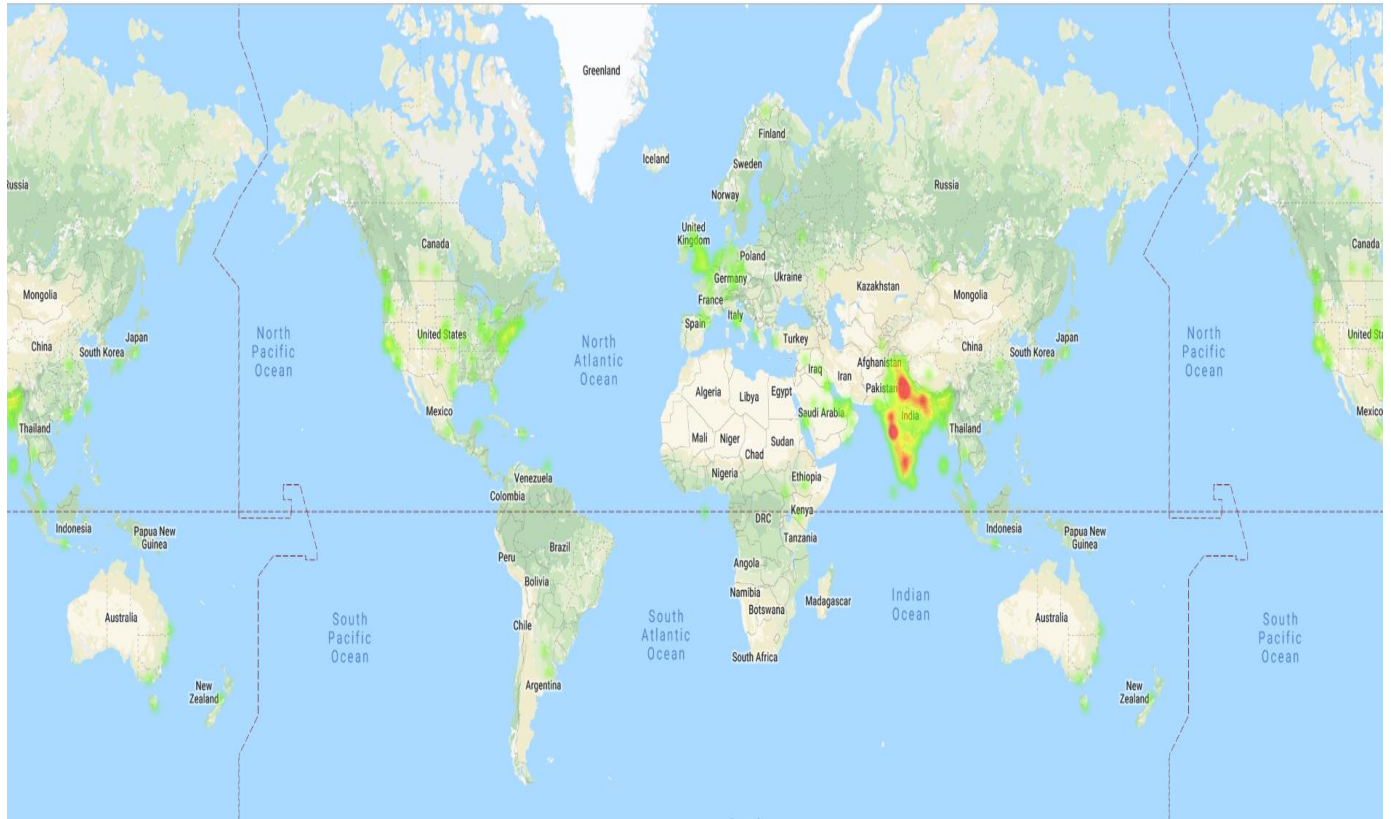 Greenland
Iceland
Finland
Sweden
Norway
Russia
Russia
United
Kingdom
Canada
Canada
Poland
Germany
Ukraine
Kazakhstan
Mongolia
Mongolia
France
Italy
Spain
Turkey
United States
United St
North
Pacific
Ocean
North
Atlantic
Ocean
North
Pacific
Ocean
Japan
South Korea
China
Japan
South Korea
China
Afghanistan
Iraq
Iran
Pakistan
Algeria
Libya
Egypt
Saudi Arabia
India
Mexico
Mexico
Thailand
Thailand
Mali
Niger
Chad
Sudan
Nigeria
Ethiopia
Venezuela
Colombia
DRC
Kenya
Tanzania
Indonesia
Papua New
Guinea
Indonesia
Papua New
Guinea
Peru
Brazil
Bolivia
Angola
Namibia
Botswana
Madagascar
Indian
Ocean
Australia
Australia
South
Pacific
Ocean
South
Atlantic
Ocean
South
Pacific
Ocean
Chile
South Africa
Argentina
New
Zealand
New
Zealand